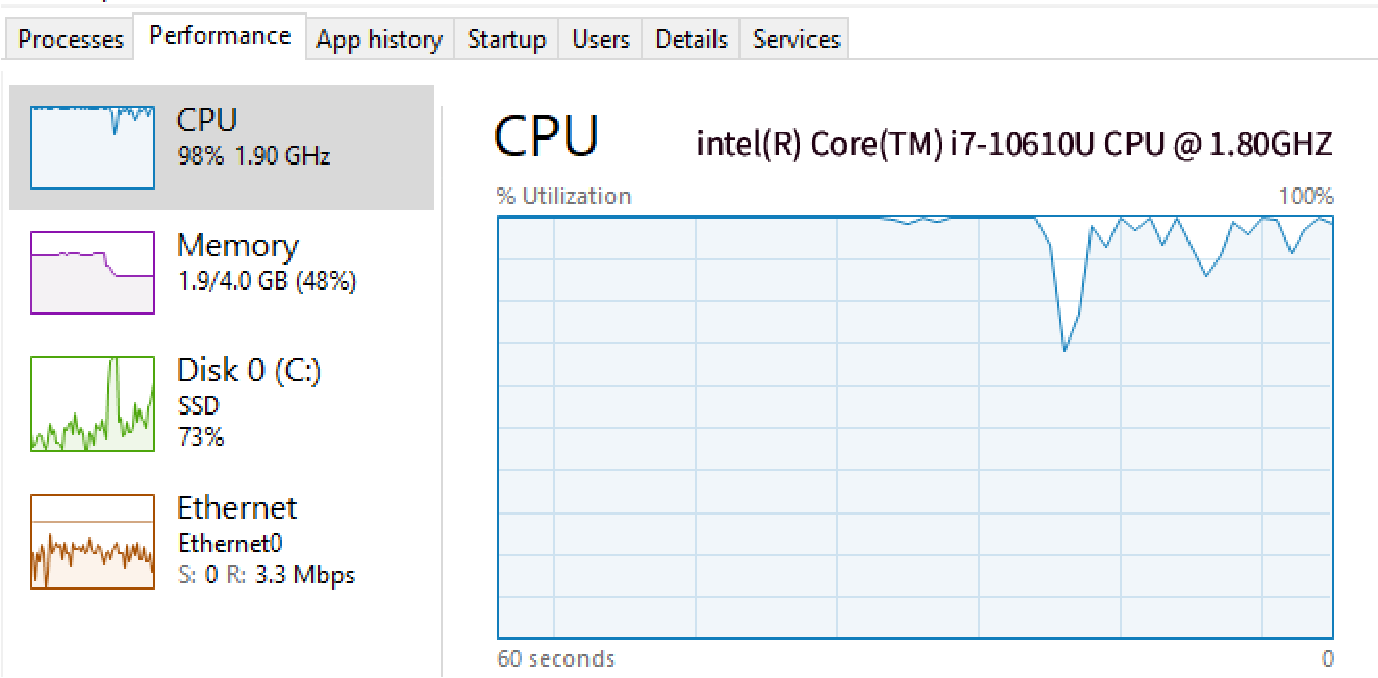 Processes Performance App history Startup Users Details Services
CPU
98% 1.90 GHz
Memory
1.9/4.0 GB (48%)
Disk 0 (C:)
SSD
73%
Ethernet
Ethernet0
S: 0 R: 3.3 Mbps
CPU intel(R) Core(TM) i7-10610U CPU @ 1.80GHZ
% Utilization 100%
60 seconds 0